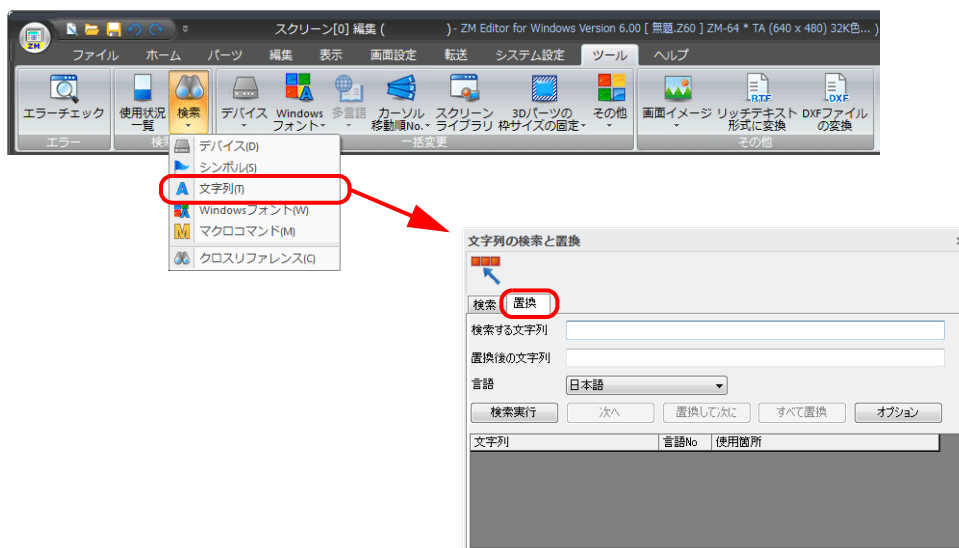 スクリーン[0] 編集 ( ) - ZM Editor for Windows Version 6.00 [ 無題.Z60 ] ZM-64 * TA (640 x 480) 32K色... )
ZM
ファイル ホーム パーツ 編集 表示 画面設定 転送 システム設定 ツール ヘルプ
エラーチェック 使用状況一覧 検索 デバイス Windowsフォント 多言語 カーソル移動順No. スクリーンライブラリ 3Dパーツの枠サイズの固定 その他 画面イメージ リッチテキスト形式に変換 DXFファイルの変換
RTF DXF
エラー 検 一括変更 その他
デバイス(D)
シンボル(S)
文字列(T)
Windowsフォント(W)
マクロコマンド(M)
クロスリファレンス(C)
文字列の検索と置換
検索 置換
検索する文字列
置換後の文字列
言語 日本語
検索実行 次へ 置換して次に すべて置換 オプション
文字列 言語No 使用箇所